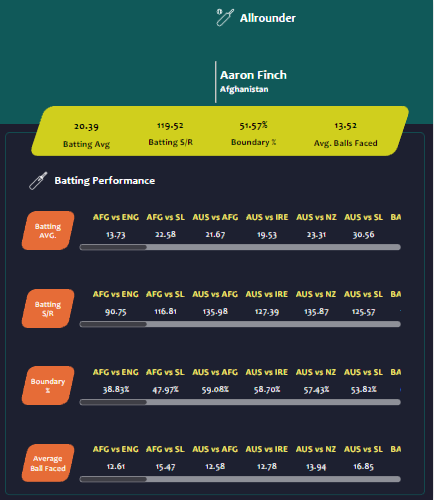 Allrounder
Aaron Finch
Afghanistan
20.39 119.52 51.57% 13.52
Batting Avg Batting S/R Boundary % Avg. Balls Faced
Batting Performance
Batting AVG.
AFG vs ENG AFG vs SL AUS vs AFG AUS vs IRE AUS vs NZ AUS vs SL BA
13.73 22.58 21.67 19.53 23.31 30.56
Batting S/R
AFG vs ENG AFG vs SL AUS vs AFG AUS vs IRE AUS vs NZ AUS vs SL BA
90.75 116.81 135.98 127.39 135.87 125.57
Boundary %
AFG vs ENG AFG vs SL AUS vs AFG AUS vs IRE AUS vs NZ AUS vs SL BA
38.83% 47.97% 59.08% 58.70% 57.43% 53.82%
Average Ball Faced
AFG vs ENG AFG vs SL AUS vs AFG AUS vs IRE AUS vs NZ AUS vs SL BA
12.61 15.47 12.58 12.78 13.94 16.85